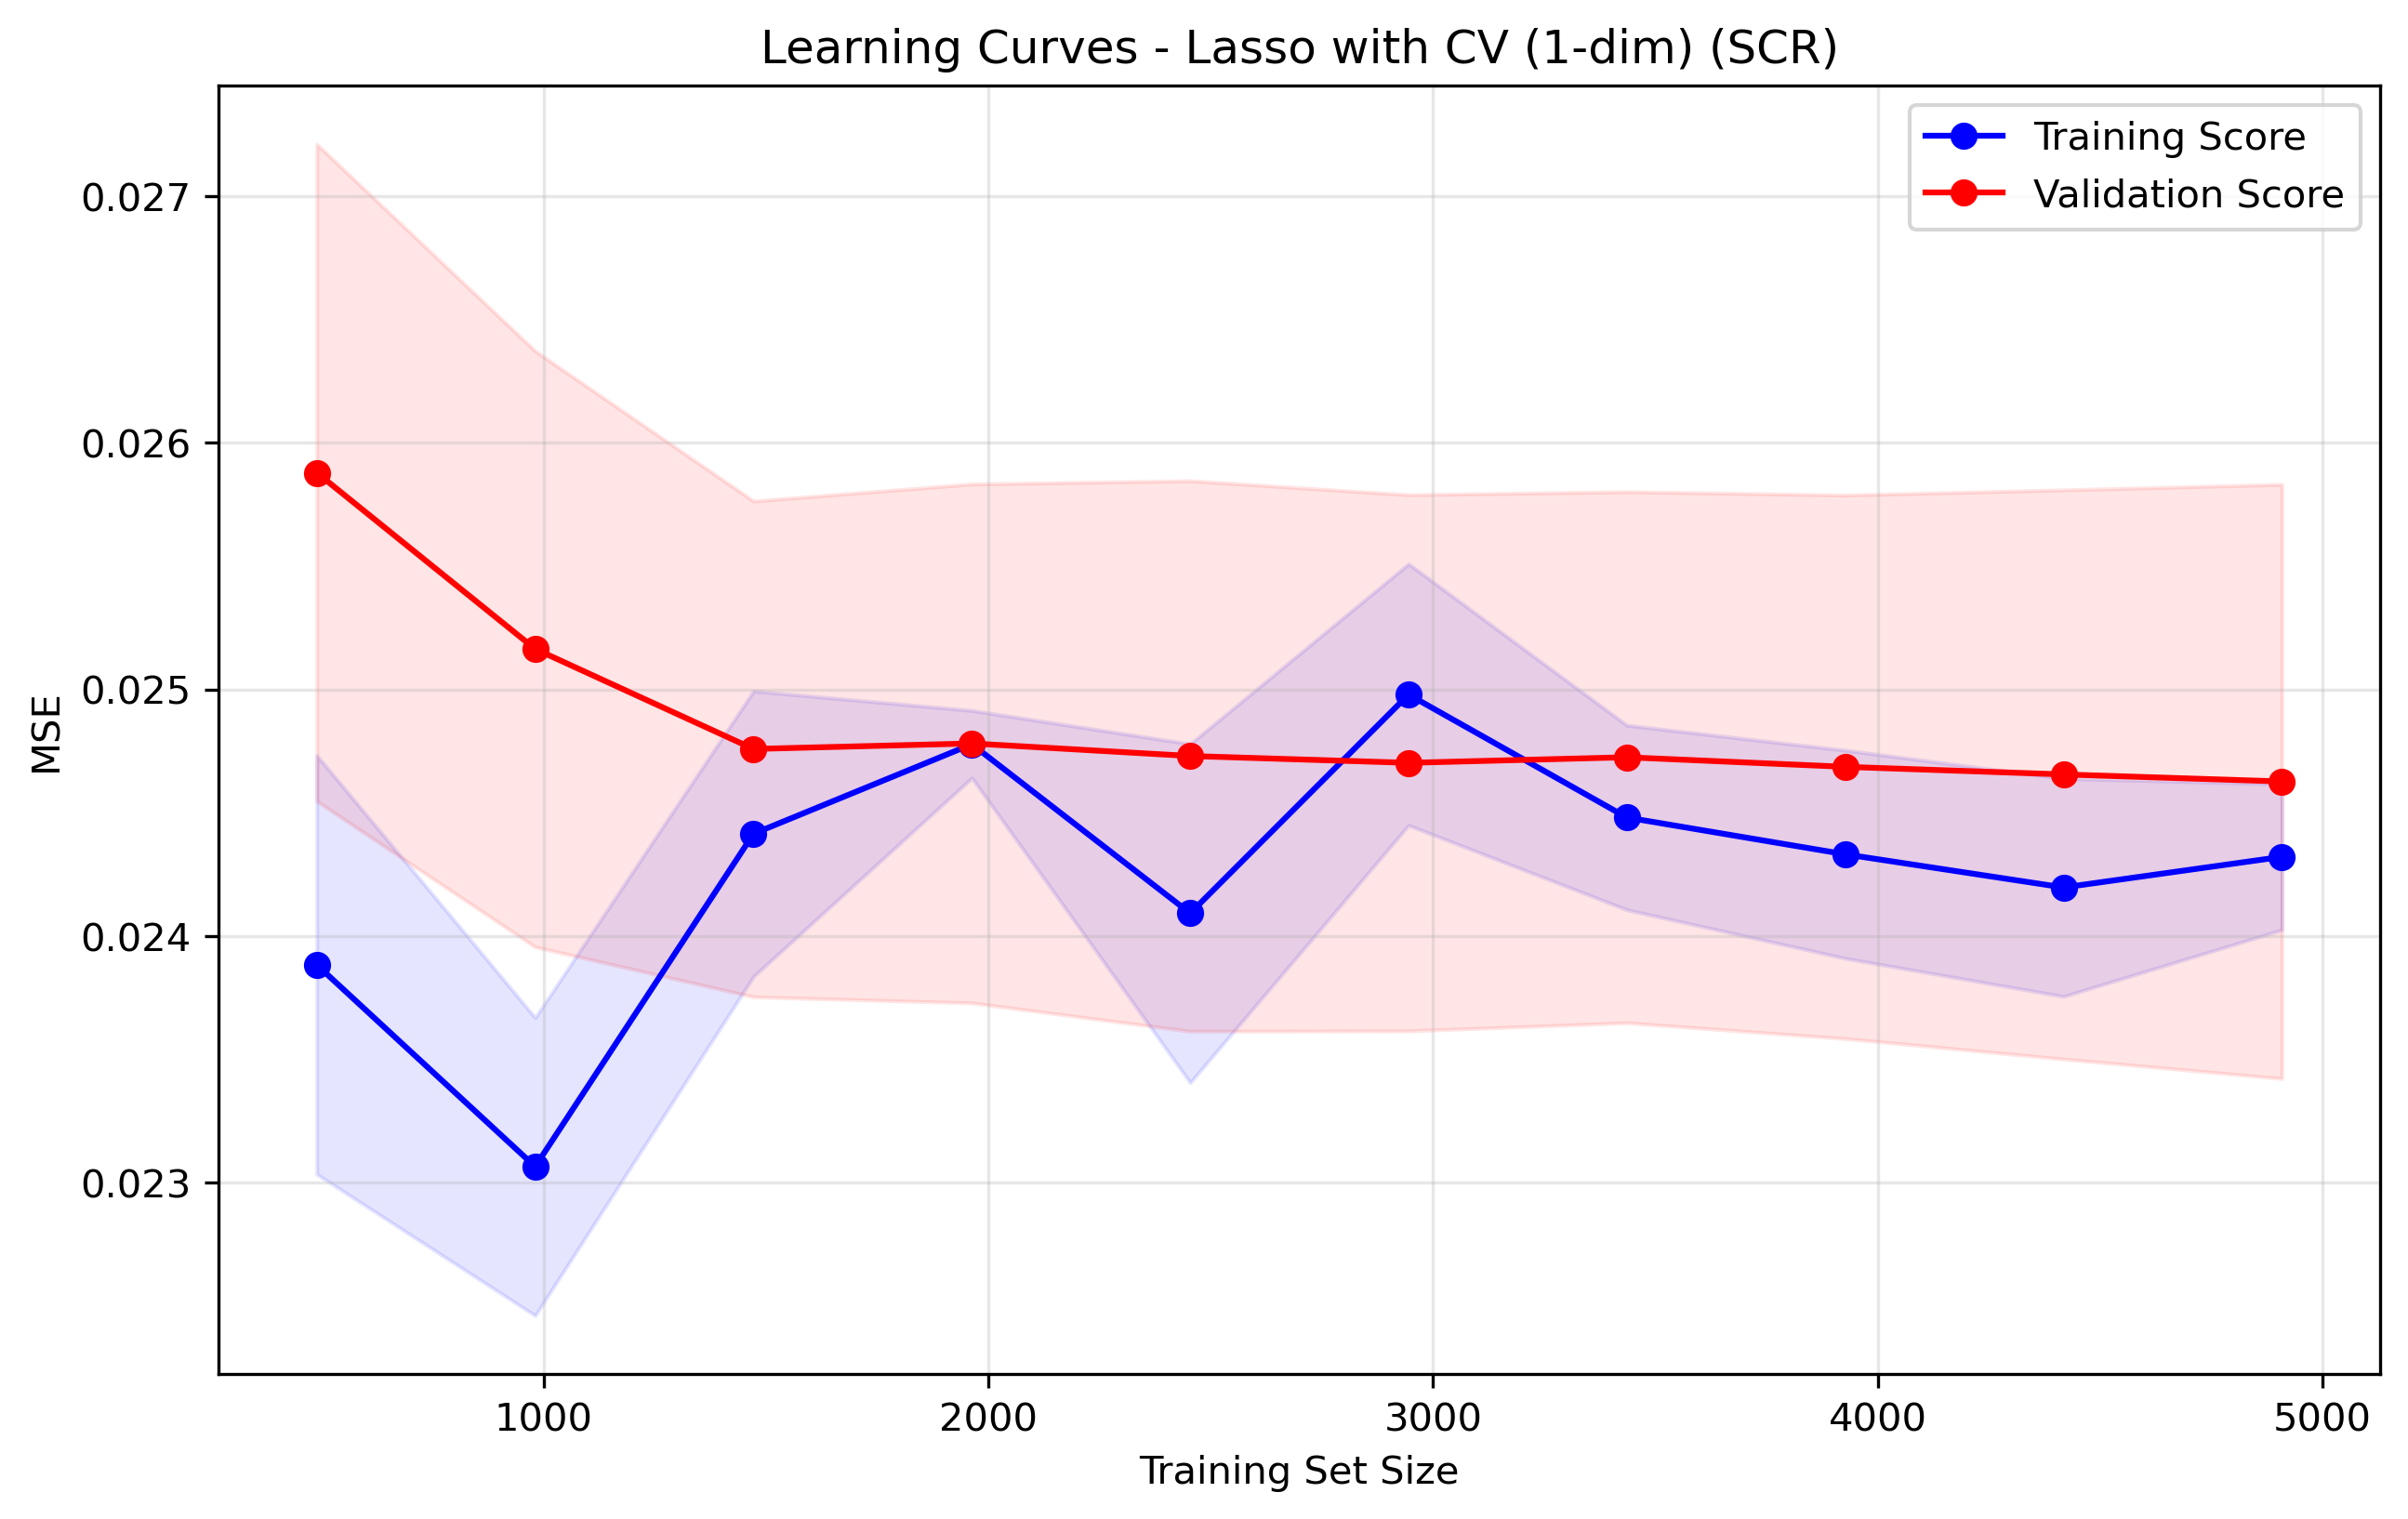 Learning Curves - Lasso with CV (1-dim) (SCR)
Training Score
Validation Score
0.027
0.026
0.025
0.024
0.023
MSE
1000 2000 3000 4000 5000
Training Set Size